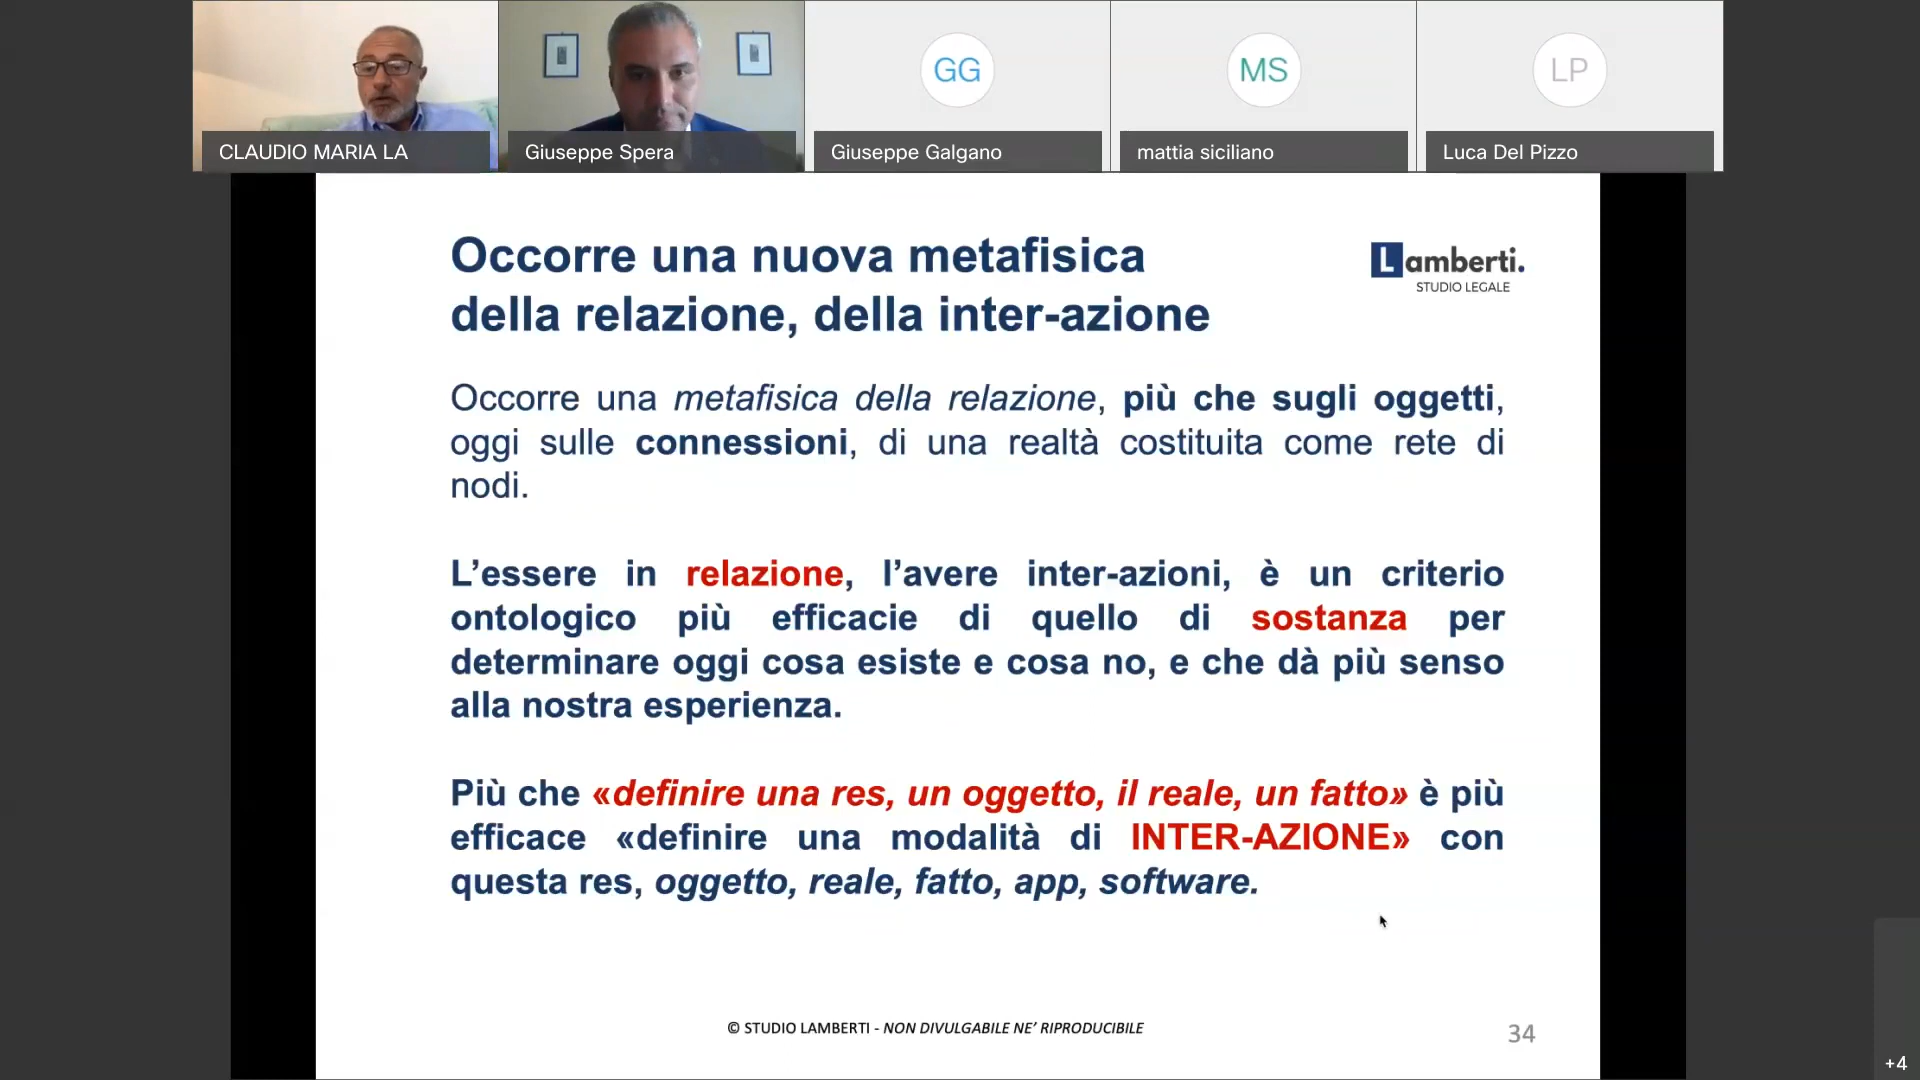 CLAUDIO MARIA LA
Giuseppe Spera
GG
Giuseppe Galgano
MS
mattia siciliano
LP
Luca Del Pizzo
Occorre una nuova metafisica
della relazione, della inter-azione
Lamberti.
STUDIO LEGALE
Occorre una metafisica della relazione, più che sugli oggetti,
oggi sulle connessioni, di una realtà costituita come rete di
nodi.
L’essere in relazione, l’avere inter-azioni, è un criterio
ontologico più efficacie di quello di sostanza per
determinare oggi cosa esiste e cosa no, e che dà più senso
alla nostra esperienza.
Più che «definire una res, un oggetto, il reale, un fatto» è più
efficace «definire una modalità di INTER-AZIONE» con
questa res, oggetto, reale, fatto, app, software.
© STUDIO LAMBERTI - NON DIVULGABILE NE’ RIPRODUCIBILE
34
+4